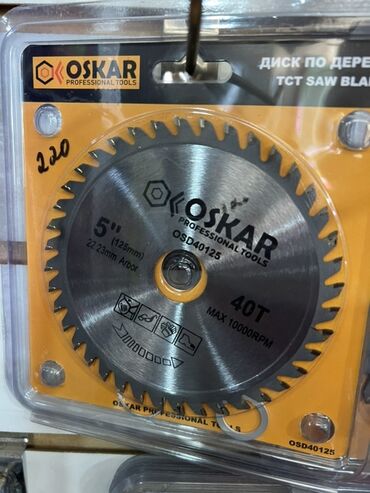 OSKAR
PROFESSIONAL TOOLS
ДИСК ПО ДЕРЕ
TCT SAW BLA
220
OSKAR
PROFESSIONAL TOOLS
OSD40125
5"
(125mm)
22.23mm Arbor
40T
MAX 10000RPM
OSKAR PROFESSIONAL TOOLS
OSD40125